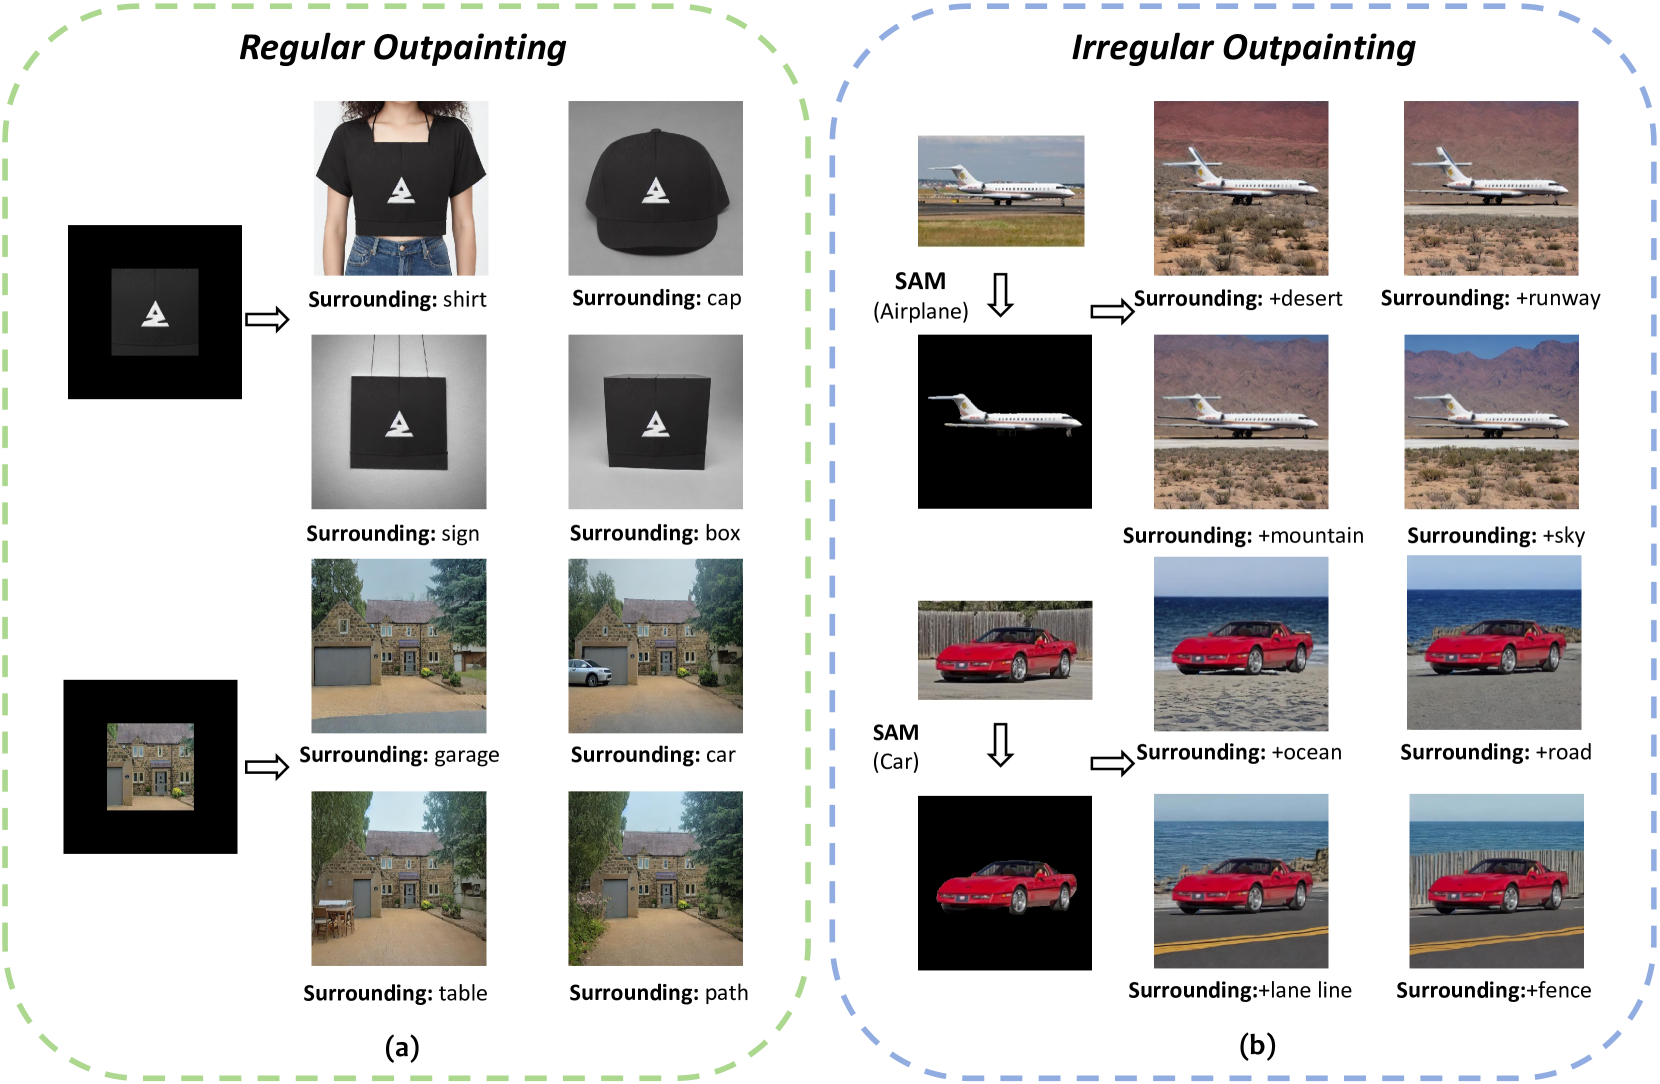 Regular Outpainting
Surrounding: shirt
Surrounding: cap
Surrounding: sign
Surrounding: box
Surrounding: garage
Surrounding: car
Surrounding: table
Surrounding: path
(a)
Irregular Outpainting
SAM
(Airplane)
Surrounding: +desert
Surrounding: +runway
Surrounding: +mountain
Surrounding: +sky
SAM
(Car)
Surrounding: +ocean
Surrounding: +road
Surrounding:+lane line
Surrounding:+fence
(b)